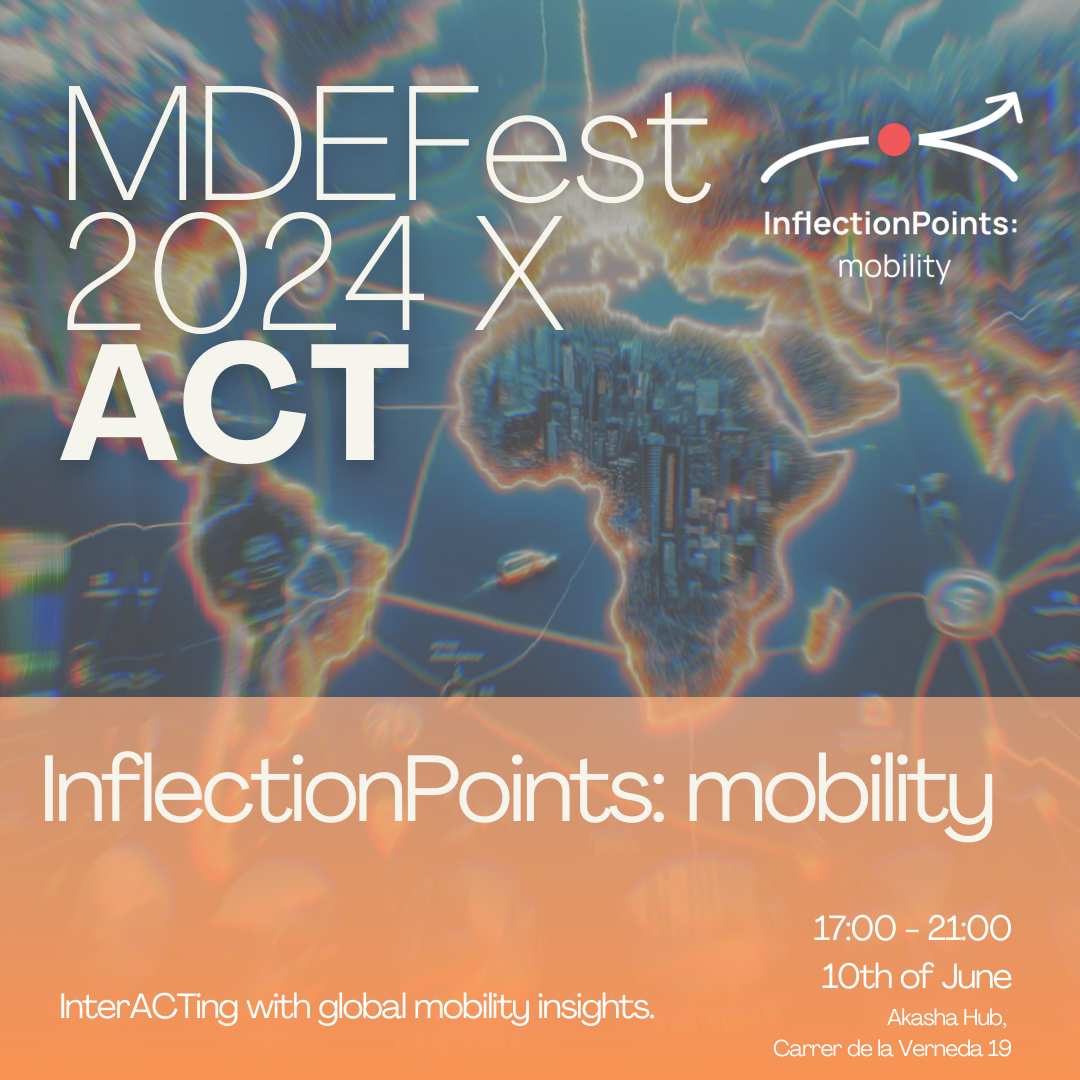 MDEFest
2024 X
ACT
InflectionPoints:
mobility
InflectionPoints: mobility
17:00 – 21:00
10th of June
Akasha Hub,
Carrer de la Verneda 19
InterACTing with global mobility insights.